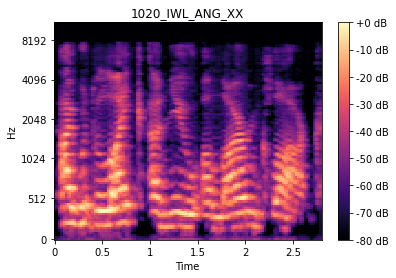 1020_IWL_ANG_XX
8192
4096
2048
1024
512
0
Hz
0 0.5 1 1.5 2 2.5
Time
+0 dB
-10 dB
-20 dB
-30 dB
-40 dB
-50 dB
-60 dB
-70 dB
-80 dB